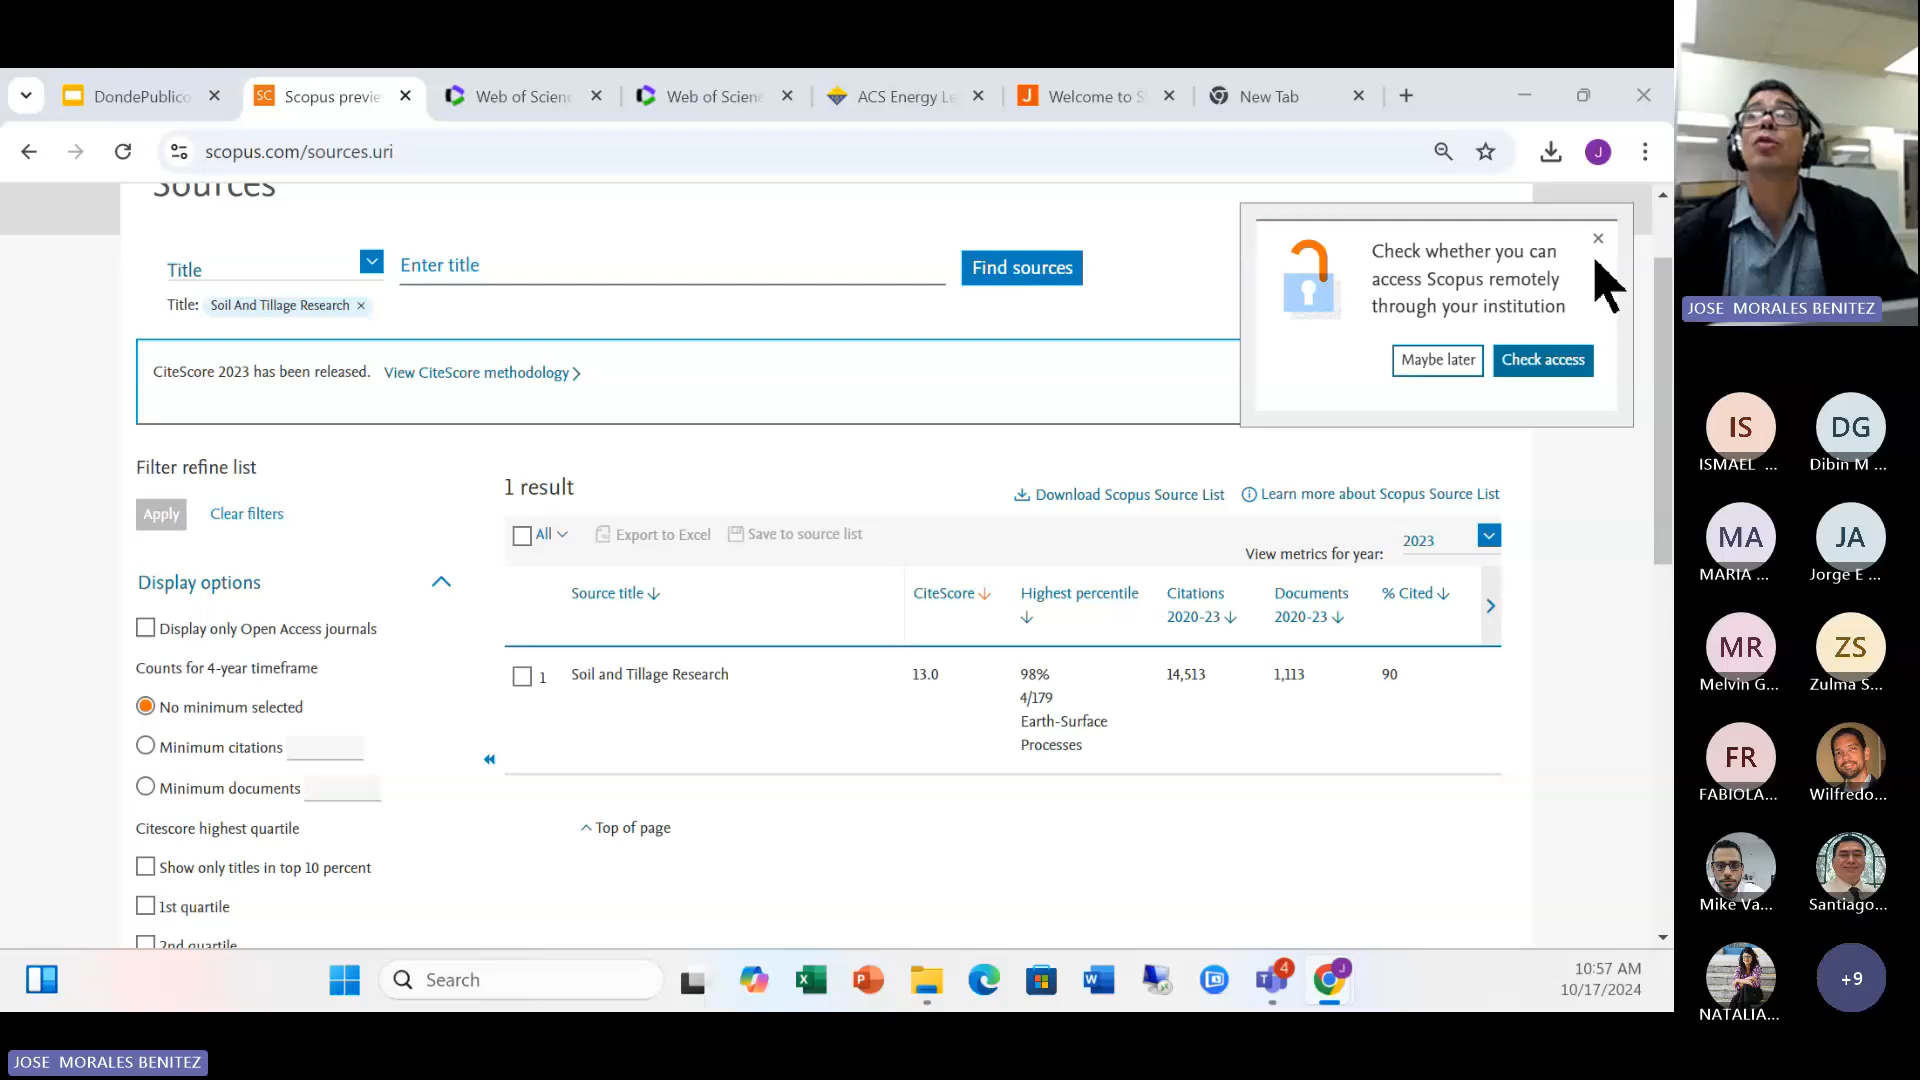 DondePublico
Scopus previe
Web of Scienc
Web of Scienc
ACS Energy Le
Welcome to S
New Tab
scopus.com/sources.uri
J
Sources
Title
Enter title
Find sources
Title: Soil And Tillage Research
CiteScore 2023 has been released. View CiteScore methodology
Check whether you can
access Scopus remotely
through your institution
Maybe later
Check access
Filter refine list
Apply
Clear filters
Display options
Display only Open Access journals
Counts for 4-year timeframe
No minimum selected
Minimum citations
Minimum documents
Citescore highest quartile
Show only titles in top 10 percent
1st quartile
2nd quartile
1 result
Download Scopus Source List
Learn more about Scopus Source List
All
Export to Excel
Save to source list
View metrics for year:
2023
Source title
CiteScore
Highest percentile
Citations
2020-23
Documents
2020-23
% Cited
1
Soil and Tillage Research
13.0
98%
4/179
Earth-Surface
Processes
14,513
1,113
90
Top of page
Search
4
J
10:57 AM
10/17/2024
JOSE MORALES BENITEZ
IS
ISMAEL ...
DG
Dibin M ...
MA
MARIA ...
JA
Jorge E ...
MR
Melvin G...
ZS
Zulma S...
FR
FABIOLA...
Wilfredo...
Mike Va...
Santiago...
NATALIA...
+9
JOSE MORALES BENITEZ